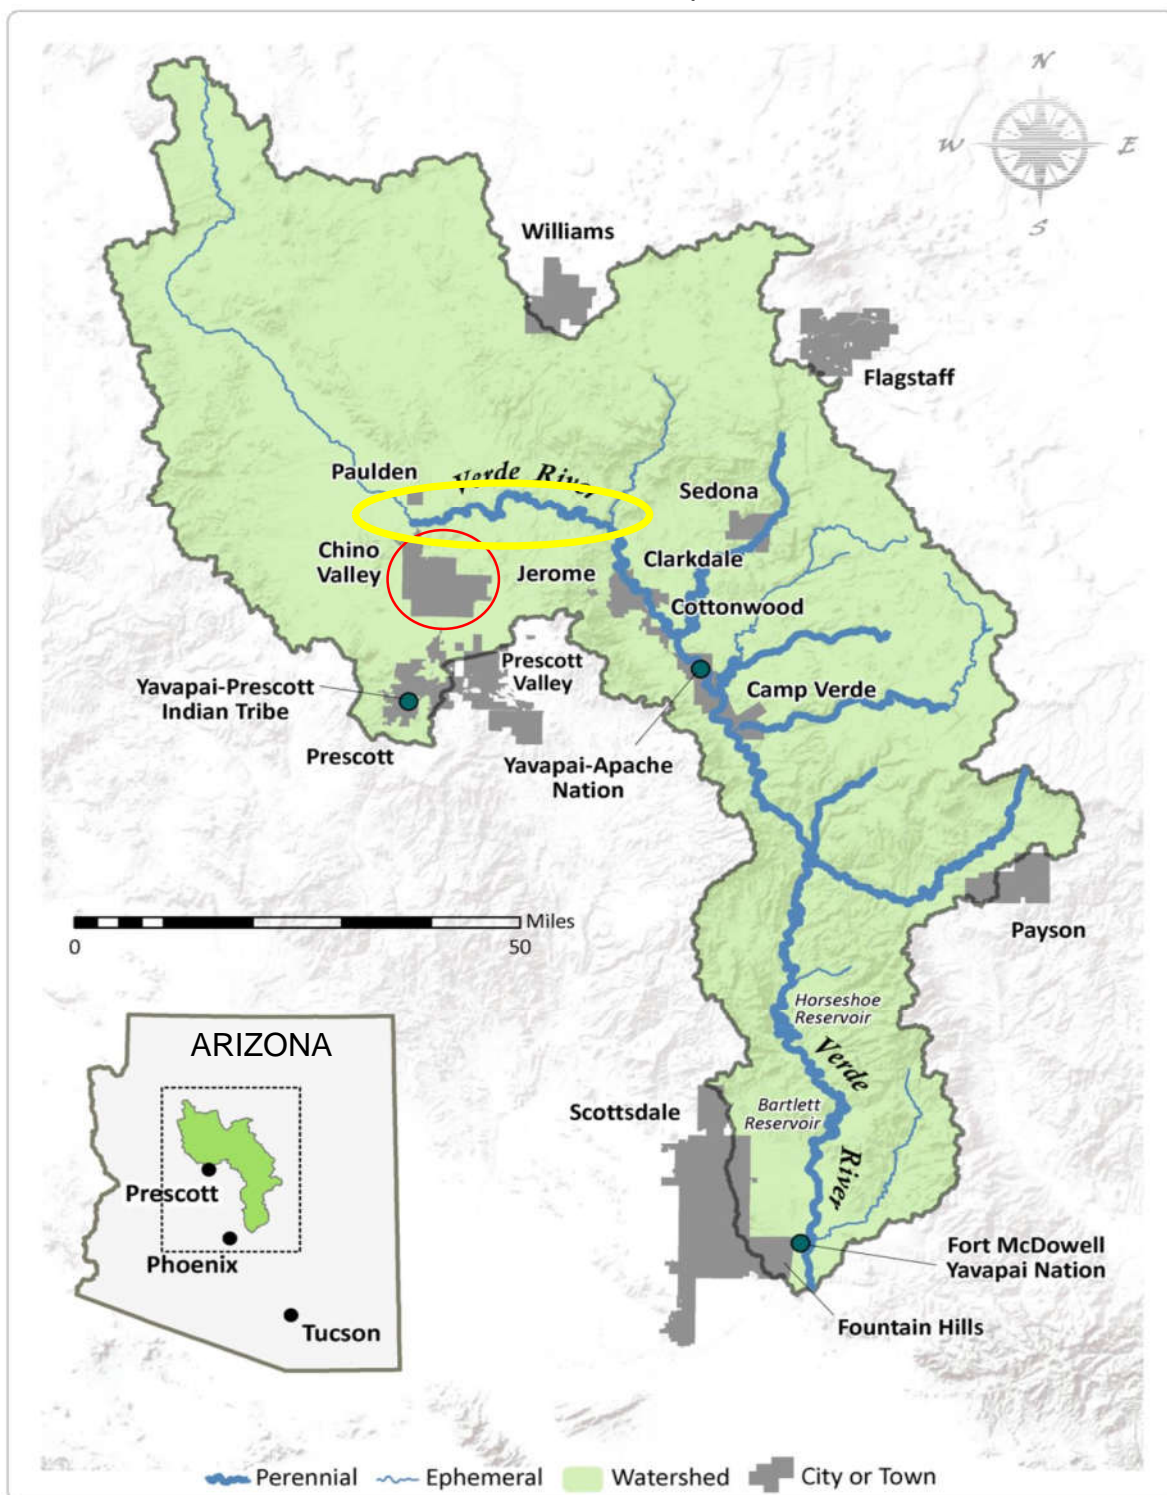 N
W
E
S
Williams
Flagstaff
Paulden
Verde River
Sedona
Chino
Valley
Jerome
Clarkdale
Cottonwood
Prescott
Valley
Yavapai-Prescott
Indian Tribe
Camp Verde
Prescott
Yavapai-Apache
Nation
Miles
0
50
Payson
Horseshoe
Reservoir
Verde
River
ARIZONA
Scottsdale
Bartlett
Reservoir
Prescott
Phoenix
Tucson
Fort McDowell
Yavapai Nation
Fountain Hills
Perennial
Ephemeral
Watershed
City or Town